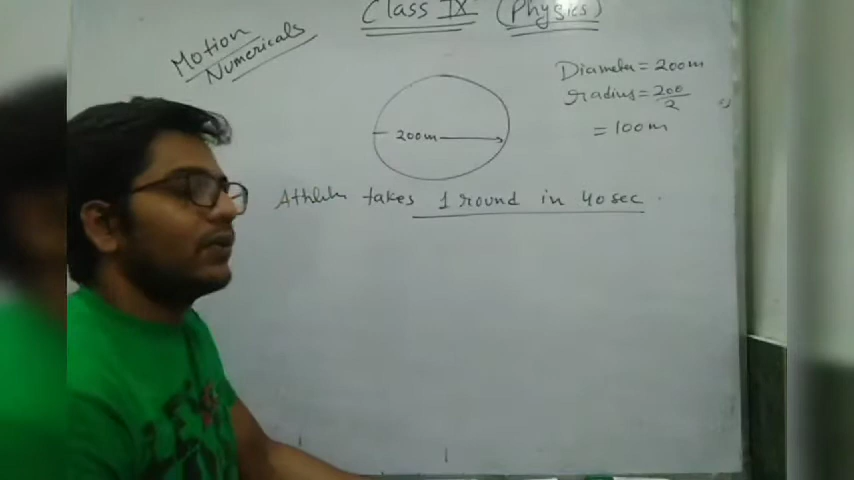 Class IX (Physics)
Motion
Numericals
Diameter = 200m
radius = 200/2
= 100m
200m
Athlete takes 1 round in 40 sec.